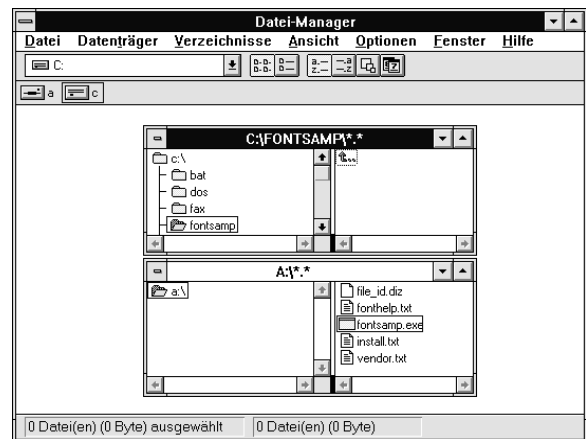 Datei-Manager
Datei Datenträger Verzeichnisse Ansicht Optionen Fenster Hilfe
C:
a c
C:\FONTSAMP\*.*
c:\
bat
dos
fax
fontsamp
A:\*.*
a:\
file_id.diz
fonthelp.txt
fontsamp.exe
install.txt
vendor.txt
0 Datei(en) (0 Byte) ausgewählt 0 Datei(en) (0 Byte)